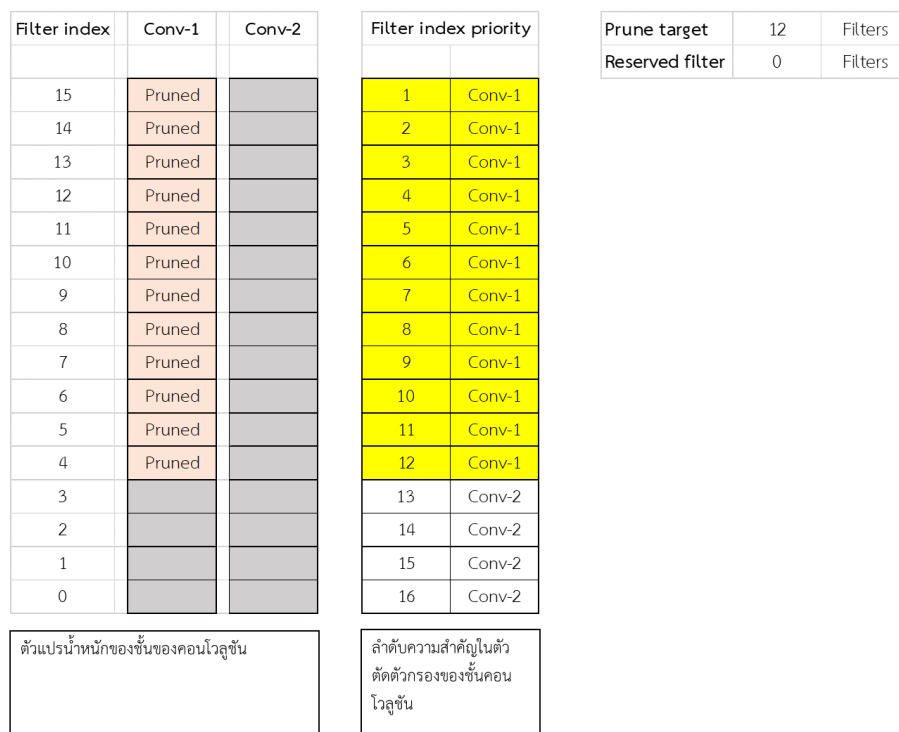 Filter index Conv-1 Conv-2 Filter index priority Prune target 12 Filters
Reserved filter 0 Filters
15 Pruned 1 Conv-1
14 Pruned 2 Conv-1
13 Pruned 3 Conv-1
12 Pruned 4 Conv-1
11 Pruned 5 Conv-1
10 Pruned 6 Conv-1
9 Pruned 7 Conv-1
8 Pruned 8 Conv-1
7 Pruned 9 Conv-1
6 Pruned 10 Conv-1
5 Pruned 11 Conv-1
4 Pruned 12 Conv-1
3 13 Conv-2
2 14 Conv-2
1 15 Conv-2
0 16 Conv-2
ตัวแปรน้ำหนักของชั้นของคอนโวลูชัน
ลำดับความสำคัญในตัว
ตัดตัวกรองของชั้นคอน
โวลูชัน